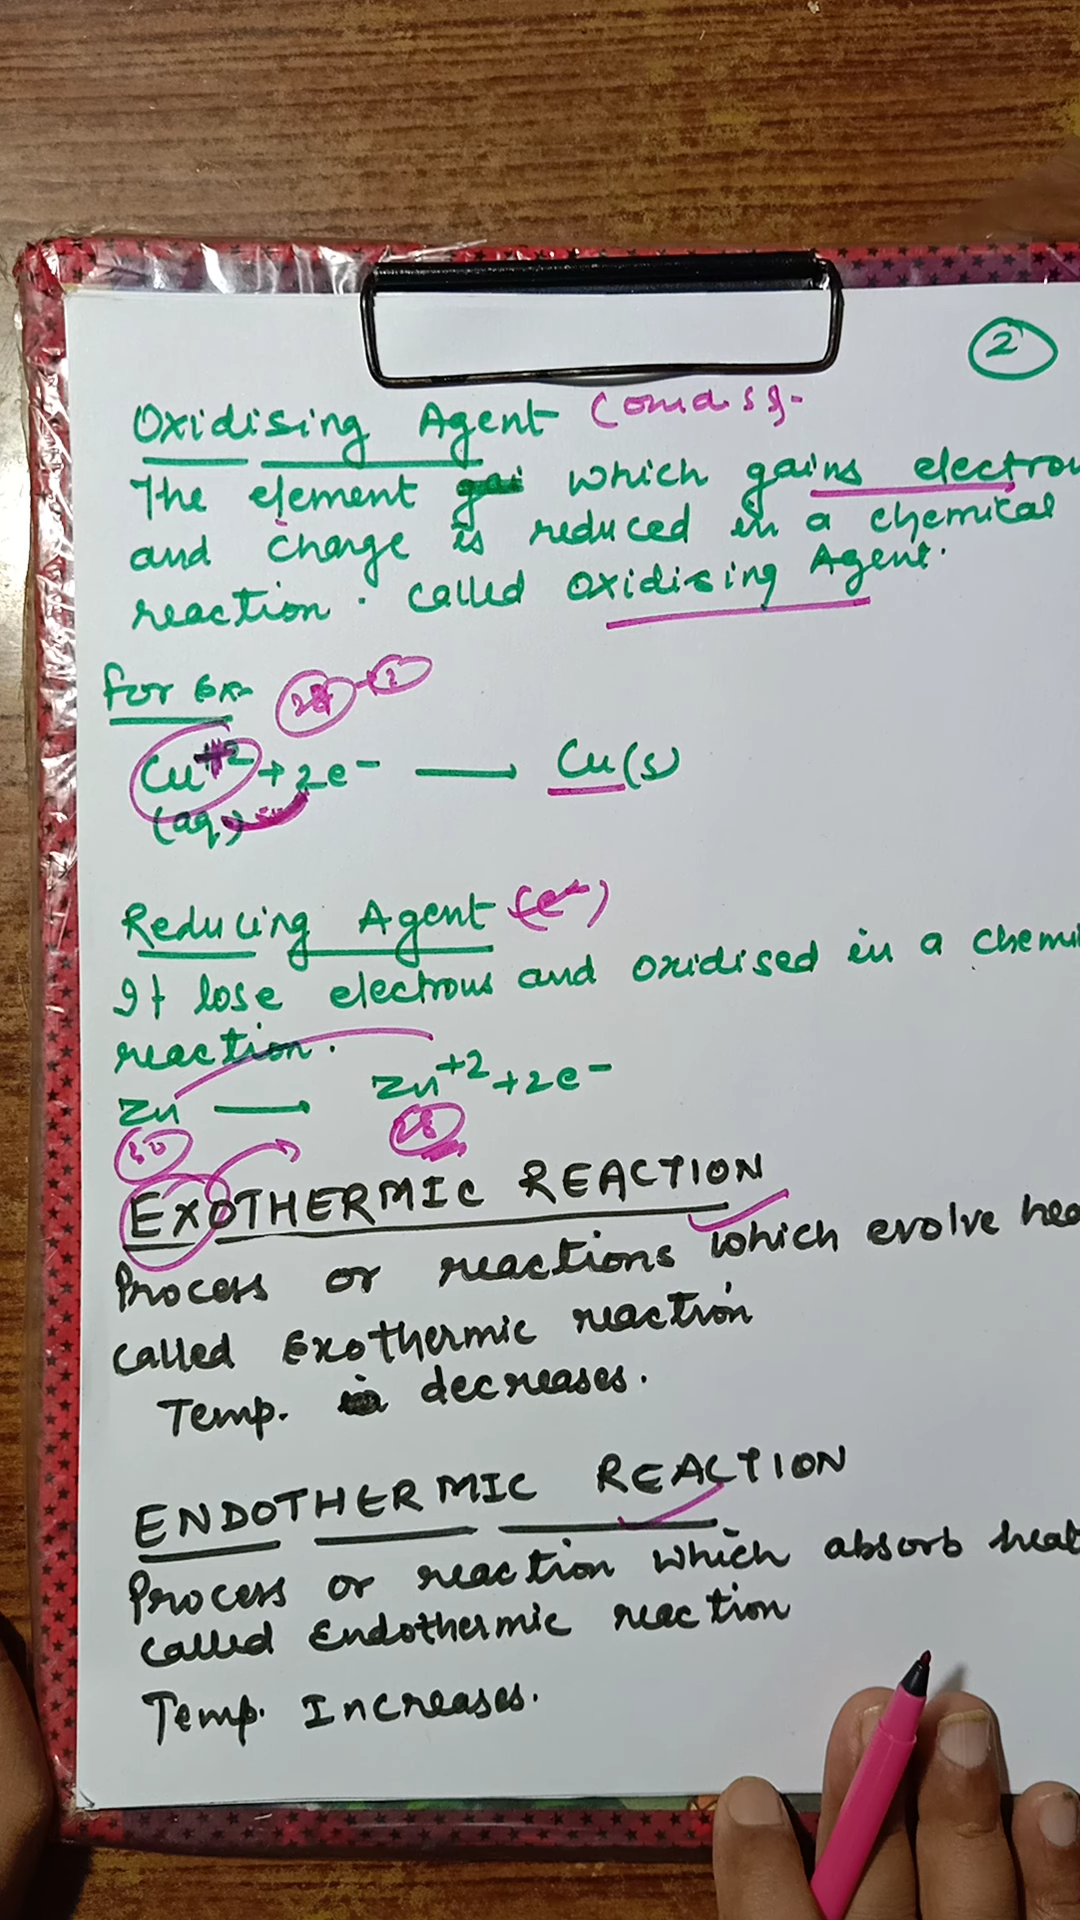 2
Oxidising Agent
The element which gains electron
and charge is reduced in a chemical
reaction. called oxidising Agent.
for Ex-
Cu+2 + 2e- → Cu(s)
(aq)
Reducing Agent (e-)
It lose electrons and oxidised in a chemi
reaction.
Zn → Zn+2 + 2e-
30 28
EXOTHERMIC REACTION
Process or reactions which evolve hea
called Exothermic reaction
Temp. decreases.
ENDOTHERMIC REACTION
Process or reaction which absorb heat
called Endothermic reaction
Temp. Increases.